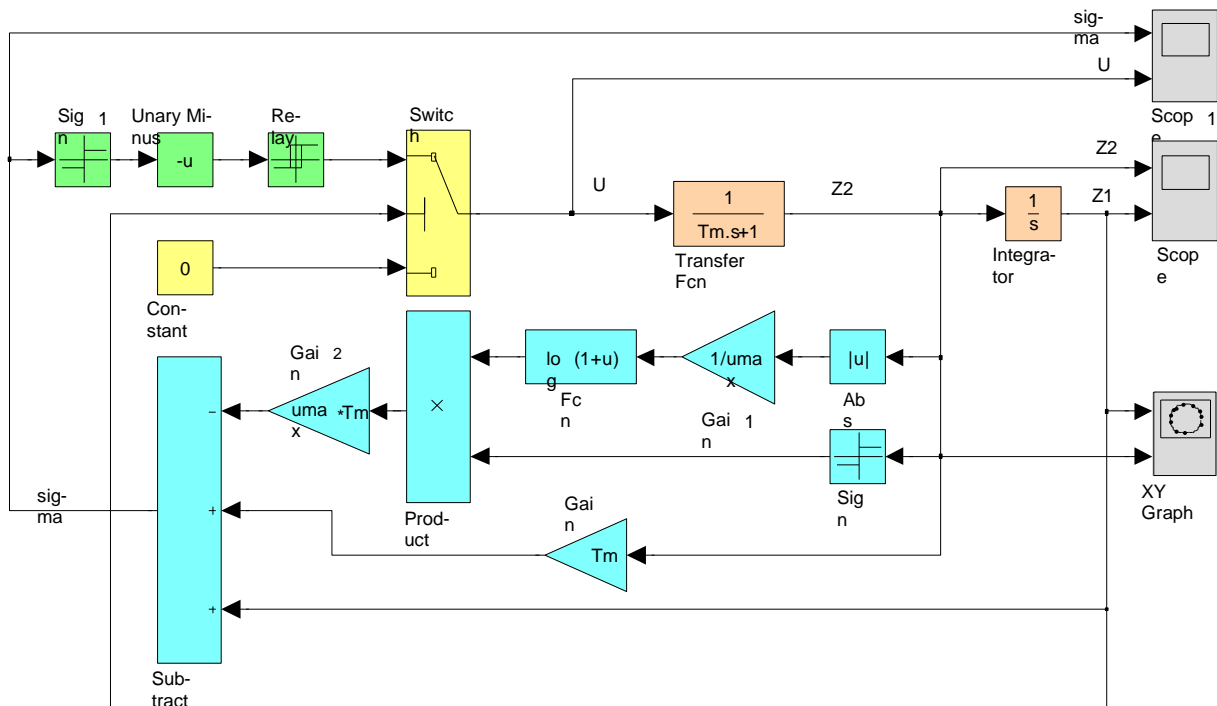 sig-
ma
U
Scop 1
e
Sig 1
n
Unary Mi-
nus
Re-
lay
Switc
h
-u
U
1
Tm.s+1
Transfer
Fcn
Z2
Z2
Z1
1
s
Integra-
tor
Scop
e
0
Con-
stant
Gai 2
n
uma *Tm
x
×
Prod-
uct
lo (1+u)
g
Fc
n
1/uma
x
Gai 1
n
|u|
Ab
s
Sig
n
XY
Graph
sig-
ma
−
+
+
Sub-
tract
Gai
n
Tm